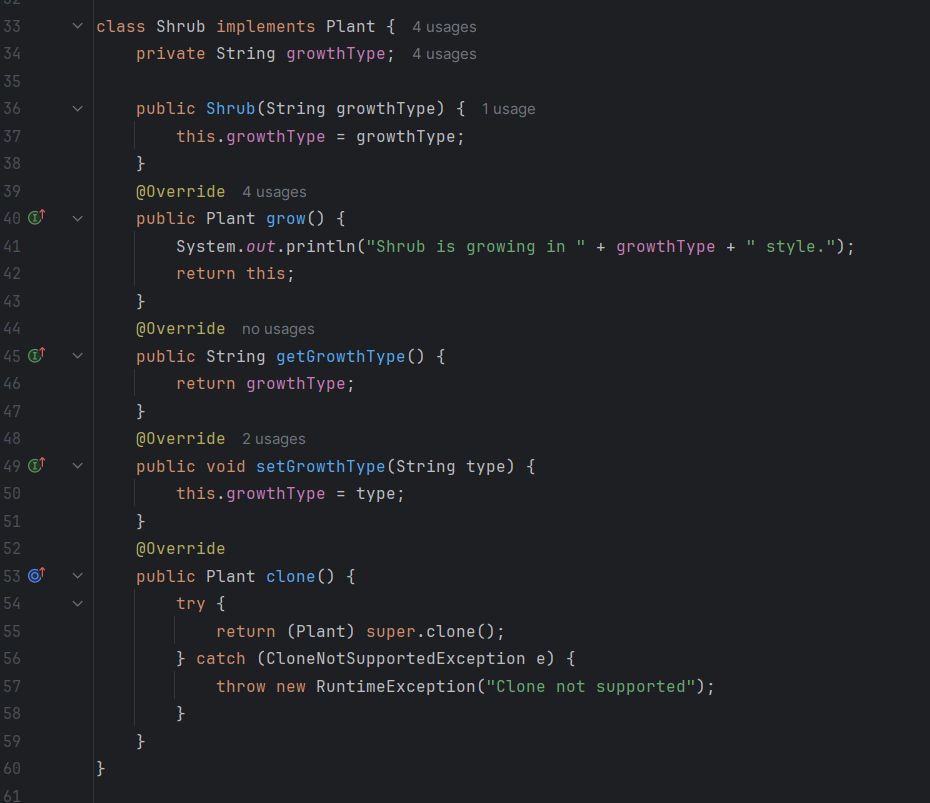 32
33 class Shrub implements Plant { 4 usages
34 private String growthType; 4 usages
35
36 public Shrub(String growthType) { 1 usage
37 this.growthType = growthType;
38 }
39 @Override 4 usages
40 public Plant grow() {
41 System.out.println("Shrub is growing in " + growthType + " style.");
42 return this;
43 }
44 @Override no usages
45 public String getGrowthType() {
46 return growthType;
47 }
48 @Override 2 usages
49 public void setGrowthType(String type) {
50 this.growthType = type;
51 }
52 @Override
53 public Plant clone() {
54 try {
55 return (Plant) super.clone();
56 } catch (CloneNotSupportedException e) {
57 throw new RuntimeException("Clone not supported");
58 }
59 }
60 }
61